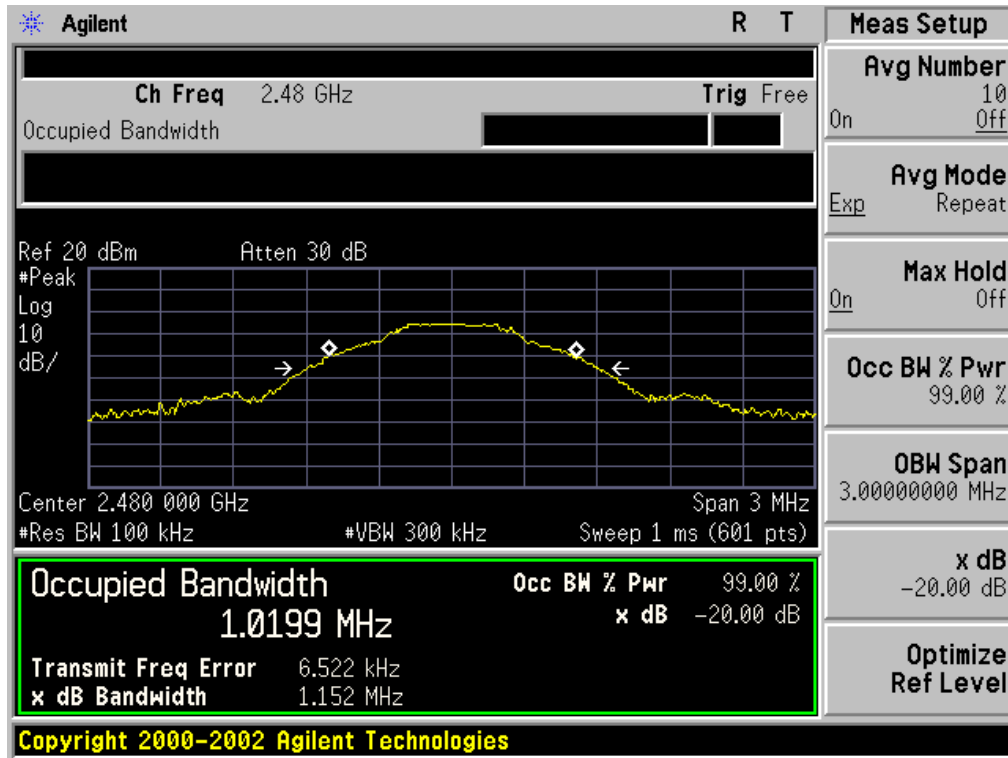 Agilent R T
Ch Freq 2.48 GHz Trig Free
Occupied Bandwidth
Ref 20 dBm Atten 30 dB
#Peak
Log
10
dB/
Center 2.480 000 GHz Span 3 MHz
#Res BW 100 kHz #VBW 300 kHz Sweep 1 ms (601 pts)
Occupied Bandwidth Occ BW % Pwr 99.00 %
1.0199 MHz x dB -20.00 dB
Transmit Freq Error 6.522 kHz
x dB Bandwidth 1.152 MHz
Copyright 2000-2002 Agilent Technologies
Meas Setup
Avg Number
10
On Off
Avg Mode
Exp Repeat
Max Hold
On Off
Occ BW % Pwr
99.00 %
OBW Span
3.00000000 MHz
x dB
-20.00 dB
Optimize
Ref Level